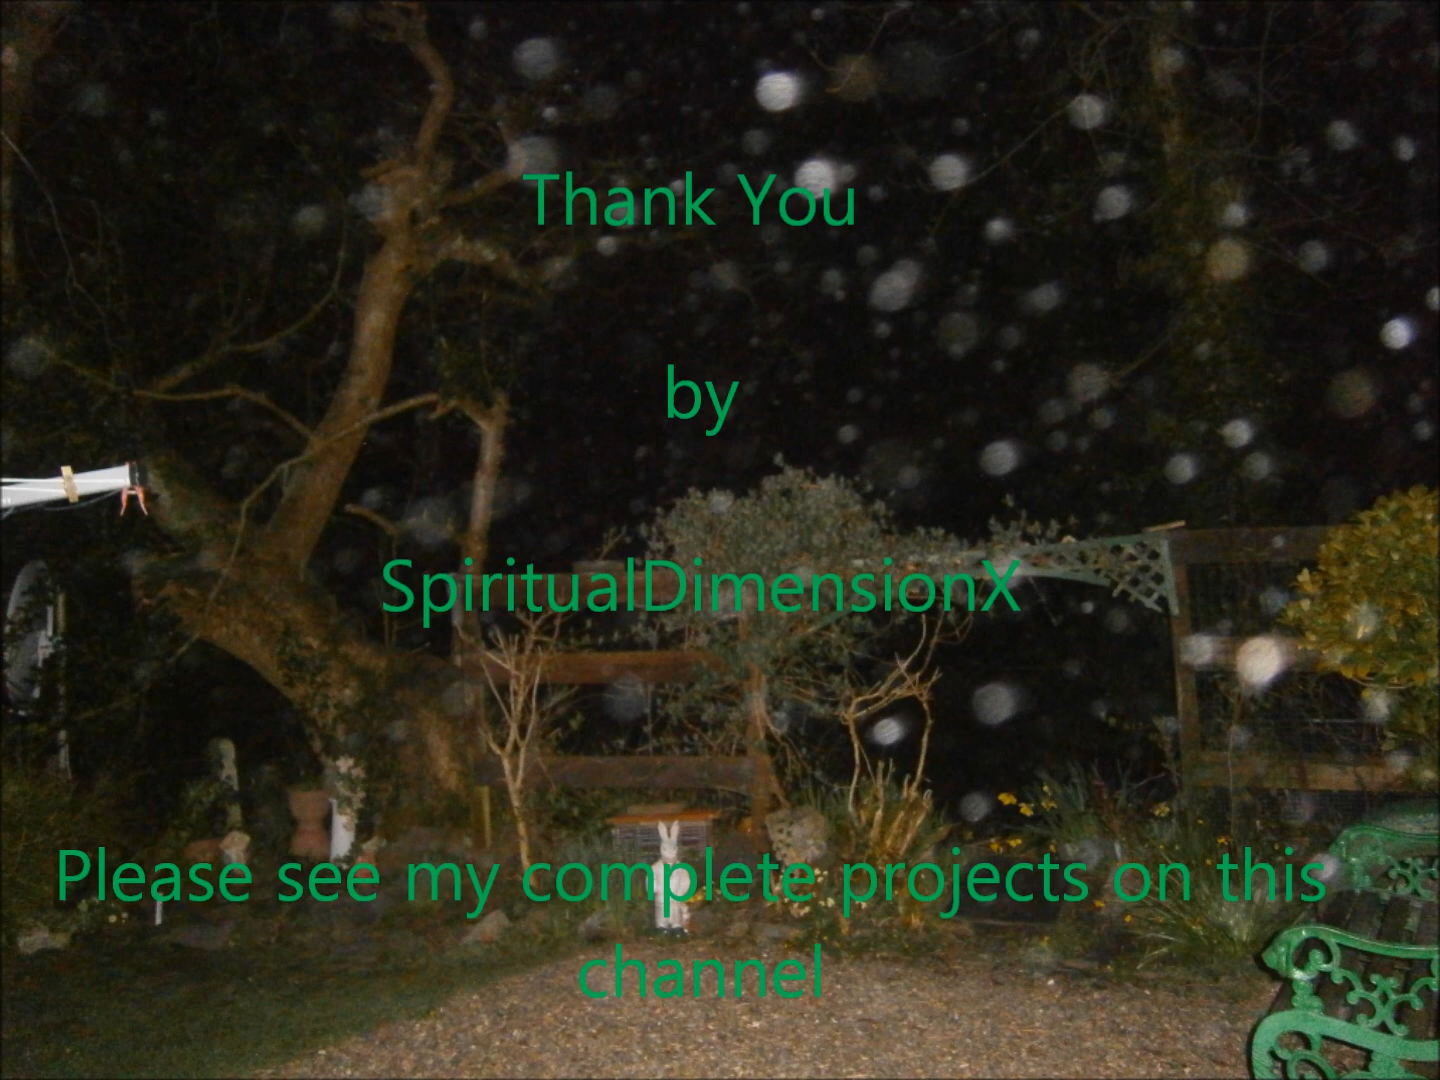 Thank You
by
SpiritualDimensionX
Please see my complete projects on this
channel